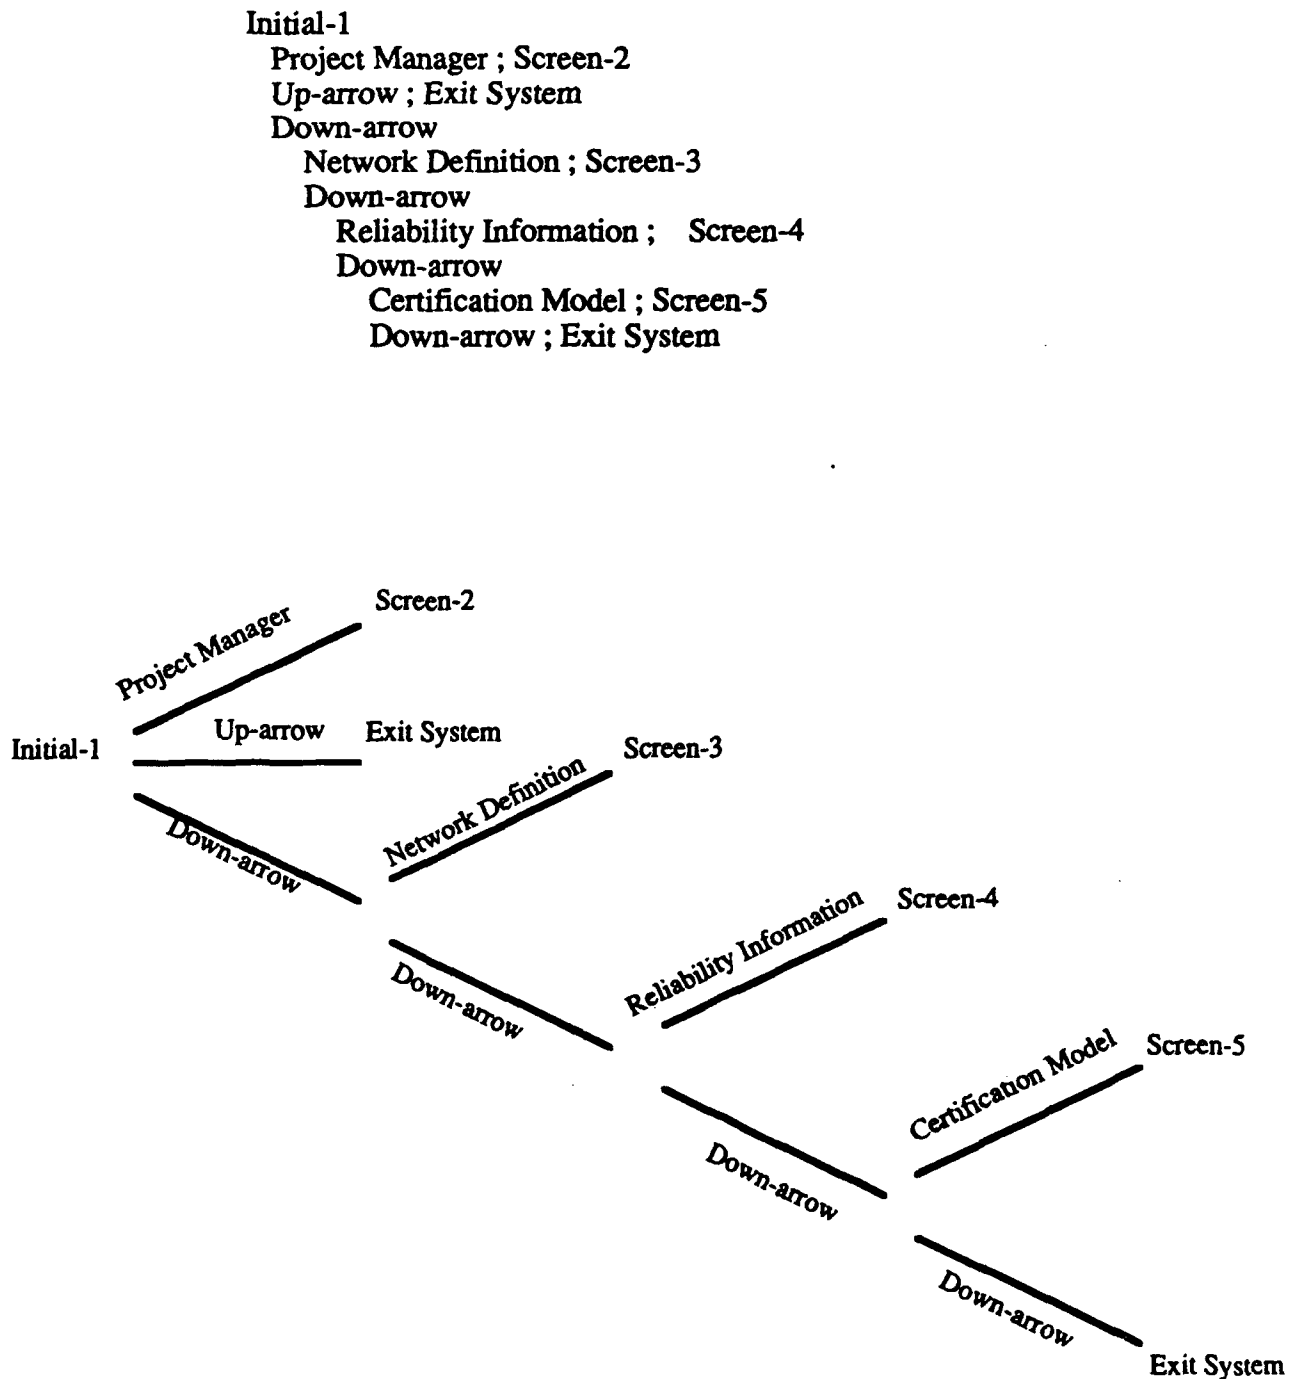 Initial-1
Project Manager ; Screen-2
Up-arrow ; Exit System
Down-arrow
Network Definition ; Screen-3
Down-arrow
Reliability Information ; Screen-4
Down-arrow
Certification Model ; Screen-5
Down-arrow ; Exit System
Screen-2
Project Manager
Up-arrow Exit System
Initial-1
Screen-3
Network Definition
Down-arrow
Screen-4
Reliability Information
Down-arrow
Screen-5
Certification Model
Down-arrow
Down-arrow
Exit System